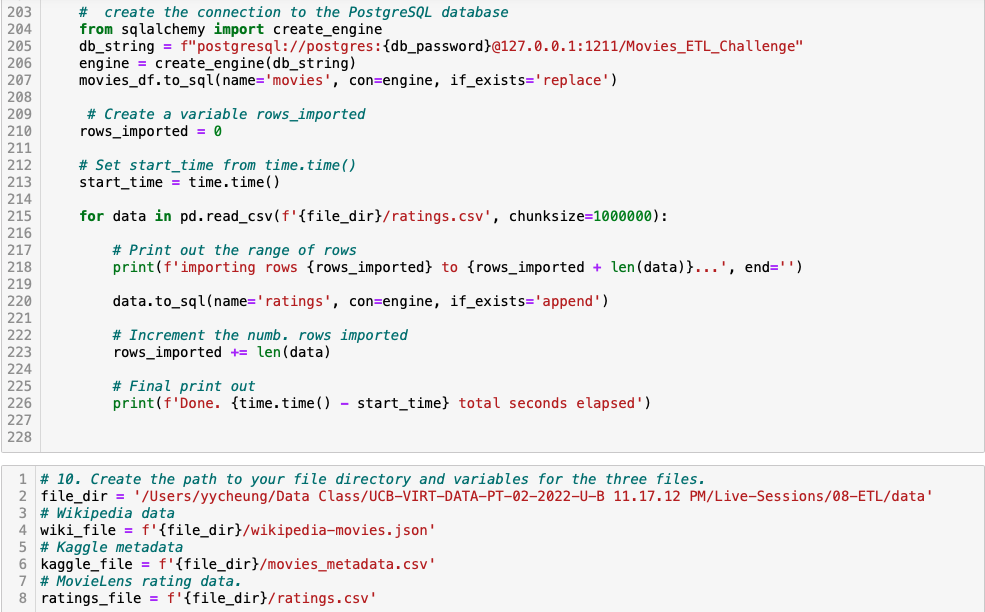 203 #  create the connection to the PostgreSQL database
204 from sqlalchemy import create_engine
205 db_string = f"postgresql://postgres:{db_password}@127.0.0.1:1211/Movies_ETL_Challenge"
206 engine = create_engine(db_string)
207 movies_df.to_sql(name='movies', con=engine, if_exists='replace')
208
209 # Create a variable rows_imported
210 rows_imported = 0
211
212 # Set start_time from time.time()
213 start_time = time.time()
214
215 for data in pd.read_csv(f'{file_dir}/ratings.csv', chunksize=1000000):
216
217 # Print out the range of rows
218 print(f'importing rows {rows_imported} to {rows_imported + len(data)}...', end='')
219
220 data.to_sql(name='ratings', con=engine, if_exists='append')
221
222 # Increment the numb. rows imported
223 rows_imported += len(data)
224
225 # Final print out
226 print(f'Done. {time.time() - start_time} total seconds elapsed')
227
228
1 # 10. Create the path to your file directory and variables for the three files.
2 file_dir = '/Users/yycheung/Data Class/UCB-VIRT-DATA-PT-02-2022-U-B 11.17.12 PM/Live-Sessions/08-ETL/data'
3 # Wikipedia data
4 wiki_file = f'{file_dir}/wikipedia-movies.json'
5 # Kaggle metadata
6 kaggle_file = f'{file_dir}/movies_metadata.csv'
7 # MovieLens rating data.
8 ratings_file = f'{file_dir}/ratings.csv'